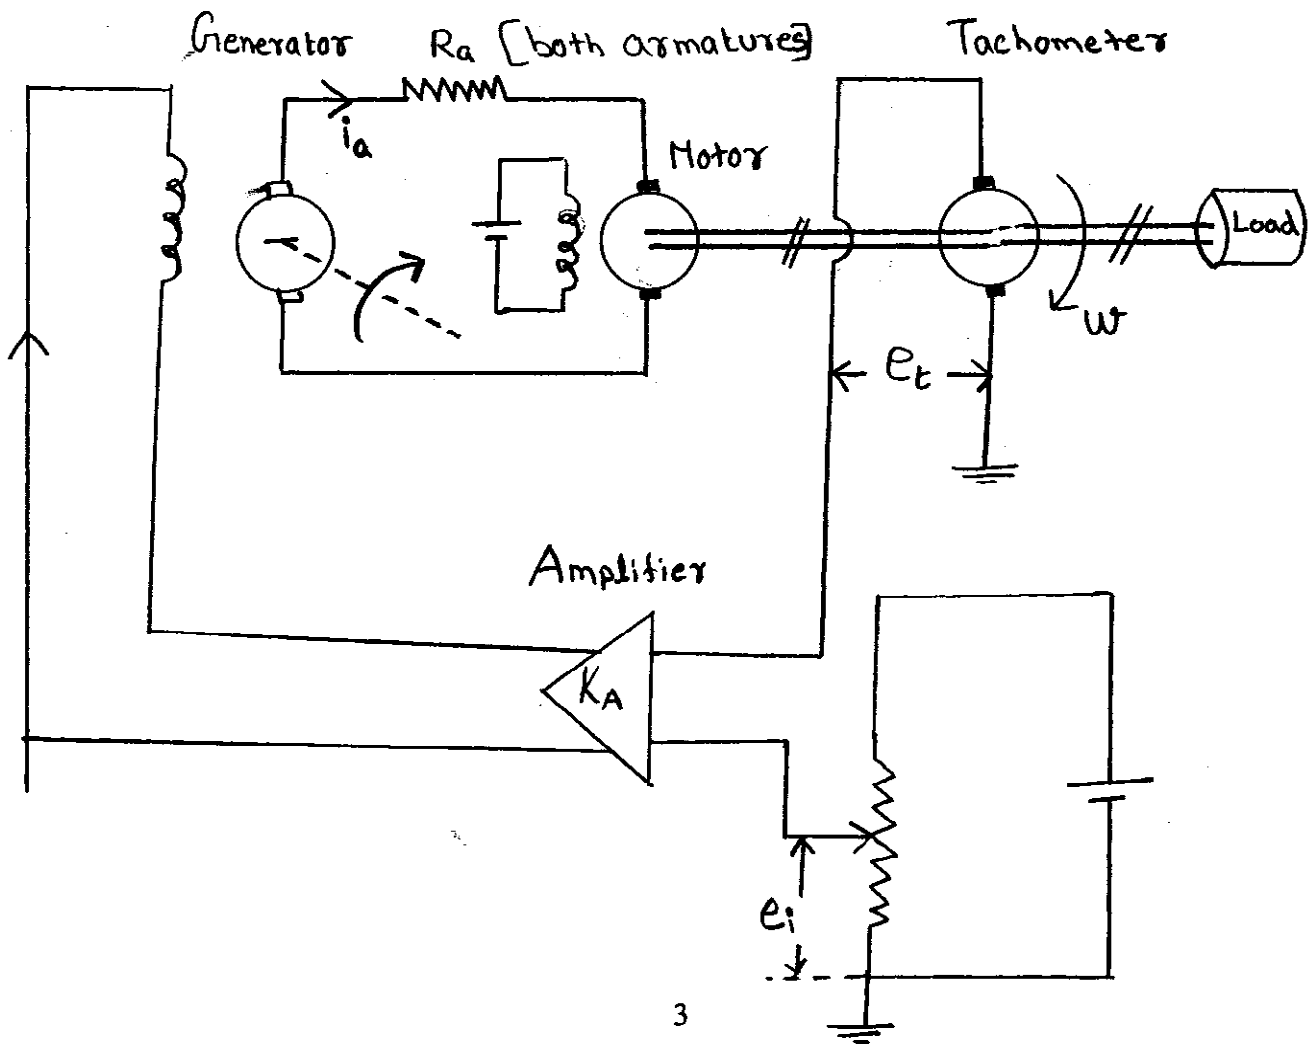 Generator Ra [both armatures] Tachometer
ia
Motor
Load
w
et
Amplifier
KA
ei
3